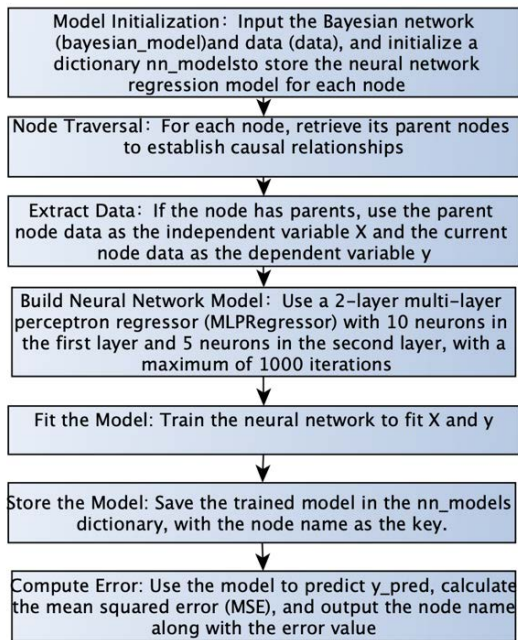 Model Initialization: Input the Bayesian network
(bayesian_model)and data (data), and initialize a
dictionary nn_modelsto store the neural network
regression model for each node
Node Traversal: For each node, retrieve its parent nodes
to establish causal relationships
Extract Data: If the node has parents, use the parent
node data as the independent variable X and the current
node data as the dependent variable y
Build Neural Network Model: Use a 2-layer multi-layer
perceptron regressor (MLPRegressor) with 10 neurons in
the first layer and 5 neurons in the second layer, with a
maximum of 1000 iterations
Fit the Model: Train the neural network to fit X and y
Store the Model: Save the trained model in the nn_models
dictionary, with the node name as the key.
Compute Error: Use the model to predict y_pred, calculate
the mean squared error (MSE), and output the node name
along with the error value